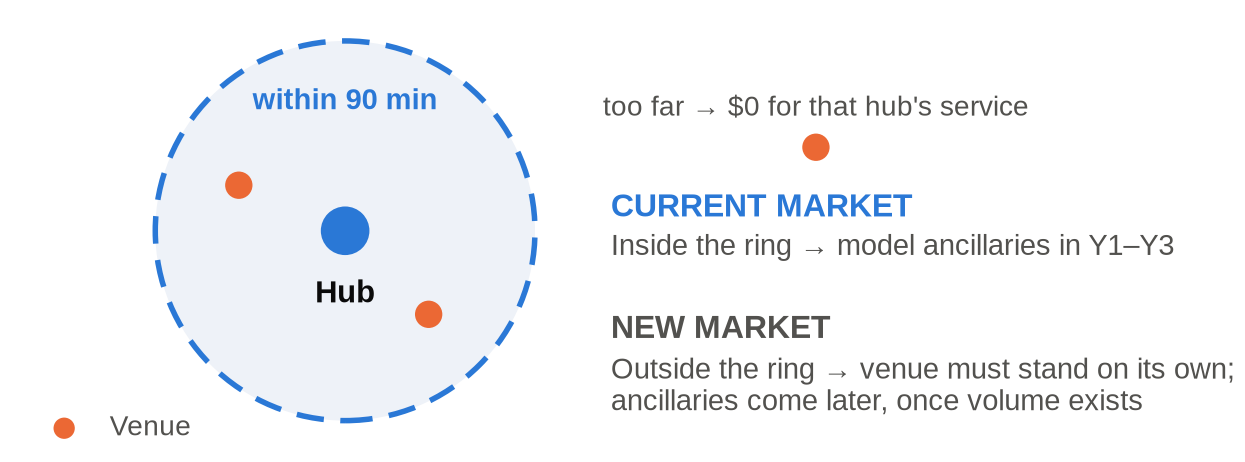 within 90 min
too far → $0 for that hub's service
CURRENT MARKET
Inside the ring → model ancillaries in Y1–Y3
Hub
NEW MARKET
Outside the ring → venue must stand on its own;
ancillaries come later, once volume exists
Venue